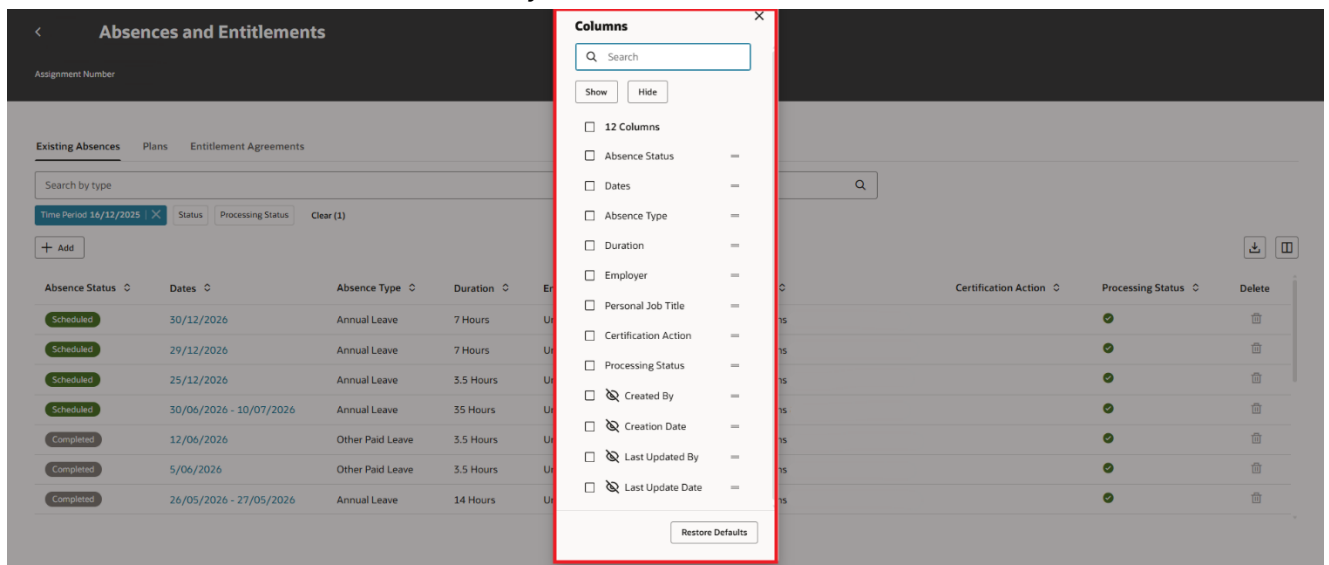 Absences and Entitlements
Assignment Number
Existing Absences Plans Entitlement Agreements
Search by type
Time Period 16/12/2025 Status Processing Status Clear (1)
+ Add
Absence Status Dates Absence Type Duration Certification Action Processing Status Delete
Scheduled 30/12/2026 Annual Leave 7 Hours
Scheduled 29/12/2026 Annual Leave 7 Hours
Scheduled 25/12/2026 Annual Leave 3.5 Hours
Scheduled 30/06/2026 - 10/07/2026 Annual Leave 35 Hours
Completed 12/06/2026 Other Paid Leave 3.5 Hours
Completed 5/06/2026 Other Paid Leave 3.5 Hours
Completed 26/05/2026 - 27/05/2026 Annual Leave 14 Hours
Columns
Search
Show Hide
12 Columns
Absence Status
Dates
Absence Type
Duration
Employer
Personal Job Title
Certification Action
Processing Status
Created By
Creation Date
Last Updated By
Last Update Date
Restore Defaults